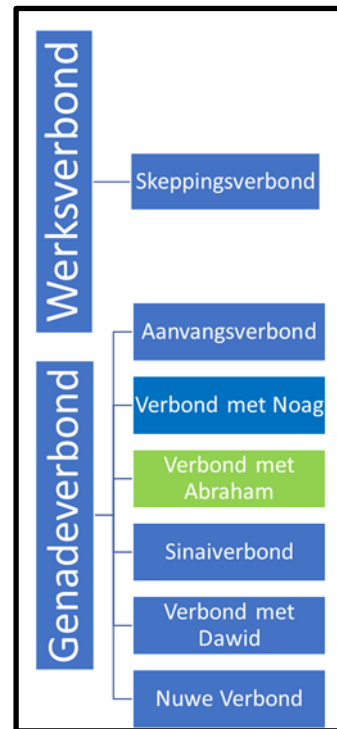 Werksverbond
Skeppingsverbond
Genadeverbond
Aanvangsverbond
Verbond met Noag
Verbond met
Abraham
Sinaiverbond
Verbond met
Dawid
Nuwe Verbond